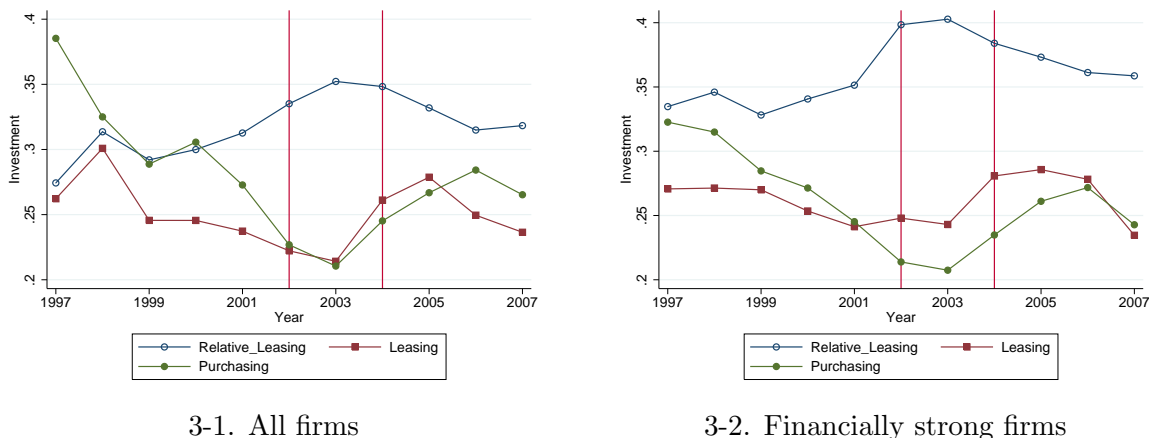 .4
.35
.3
.25
.2
Investment
1997
1999
2001
2003
2005
2007
Year
Relative_Leasing
Leasing
Purchasing
3-1. All firms
.4
.35
.3
.25
.2
Investment
1997
1999
2001
2003
2005
2007
Year
Relative_Leasing
Leasing
Purchasing
3-2. Financially strong firms